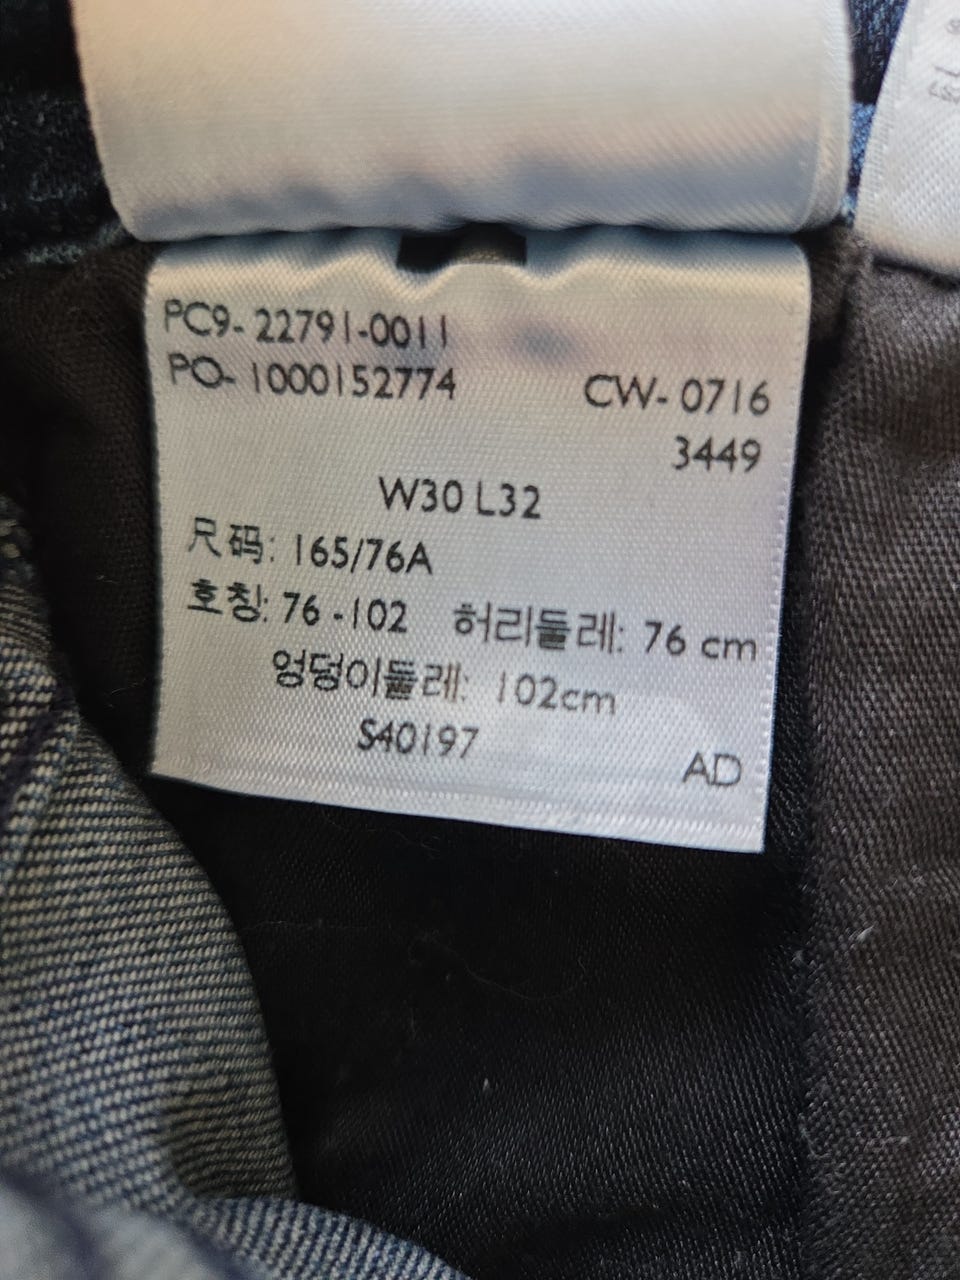 PC9- 22791-0011
PO- 1000152774 CW- 0716
3449
W30 L32
尺码: 165/76A
호칭: 76 -102 허리둘레: 76 cm
엉덩이둘레: 102cm
S40197
AD